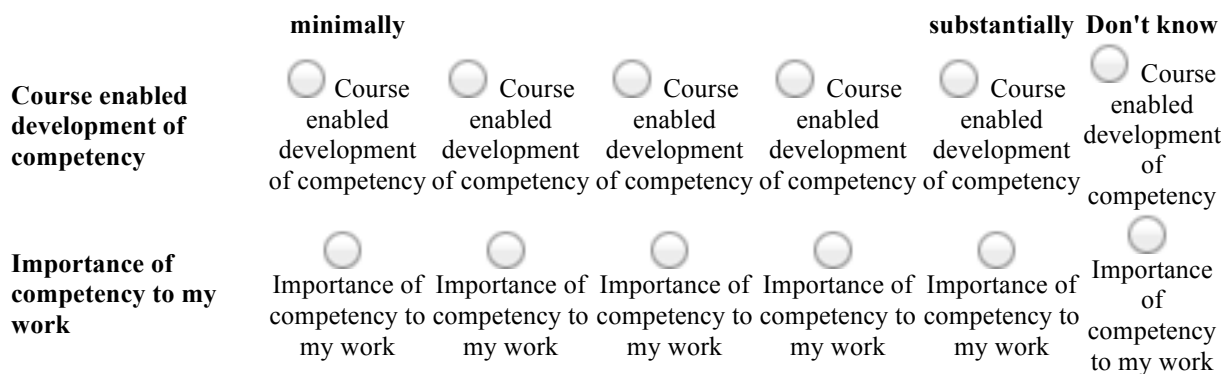 minimally substantially Don't know
Course enabled
development of
competency
Course
enabled
development
of competency
Course
enabled
development
of competency
Course
enabled
development
of competency
Course
enabled
development
of competency
Course
enabled
development
of competency
Course
enabled
development
of
competency
Importance of
competency to my
work
Importance of
competency to
my work
Importance of
competency to
my work
Importance of
competency to
my work
Importance of
competency to
my work
Importance of
competency to
my work
Importance
of
competency
to my work